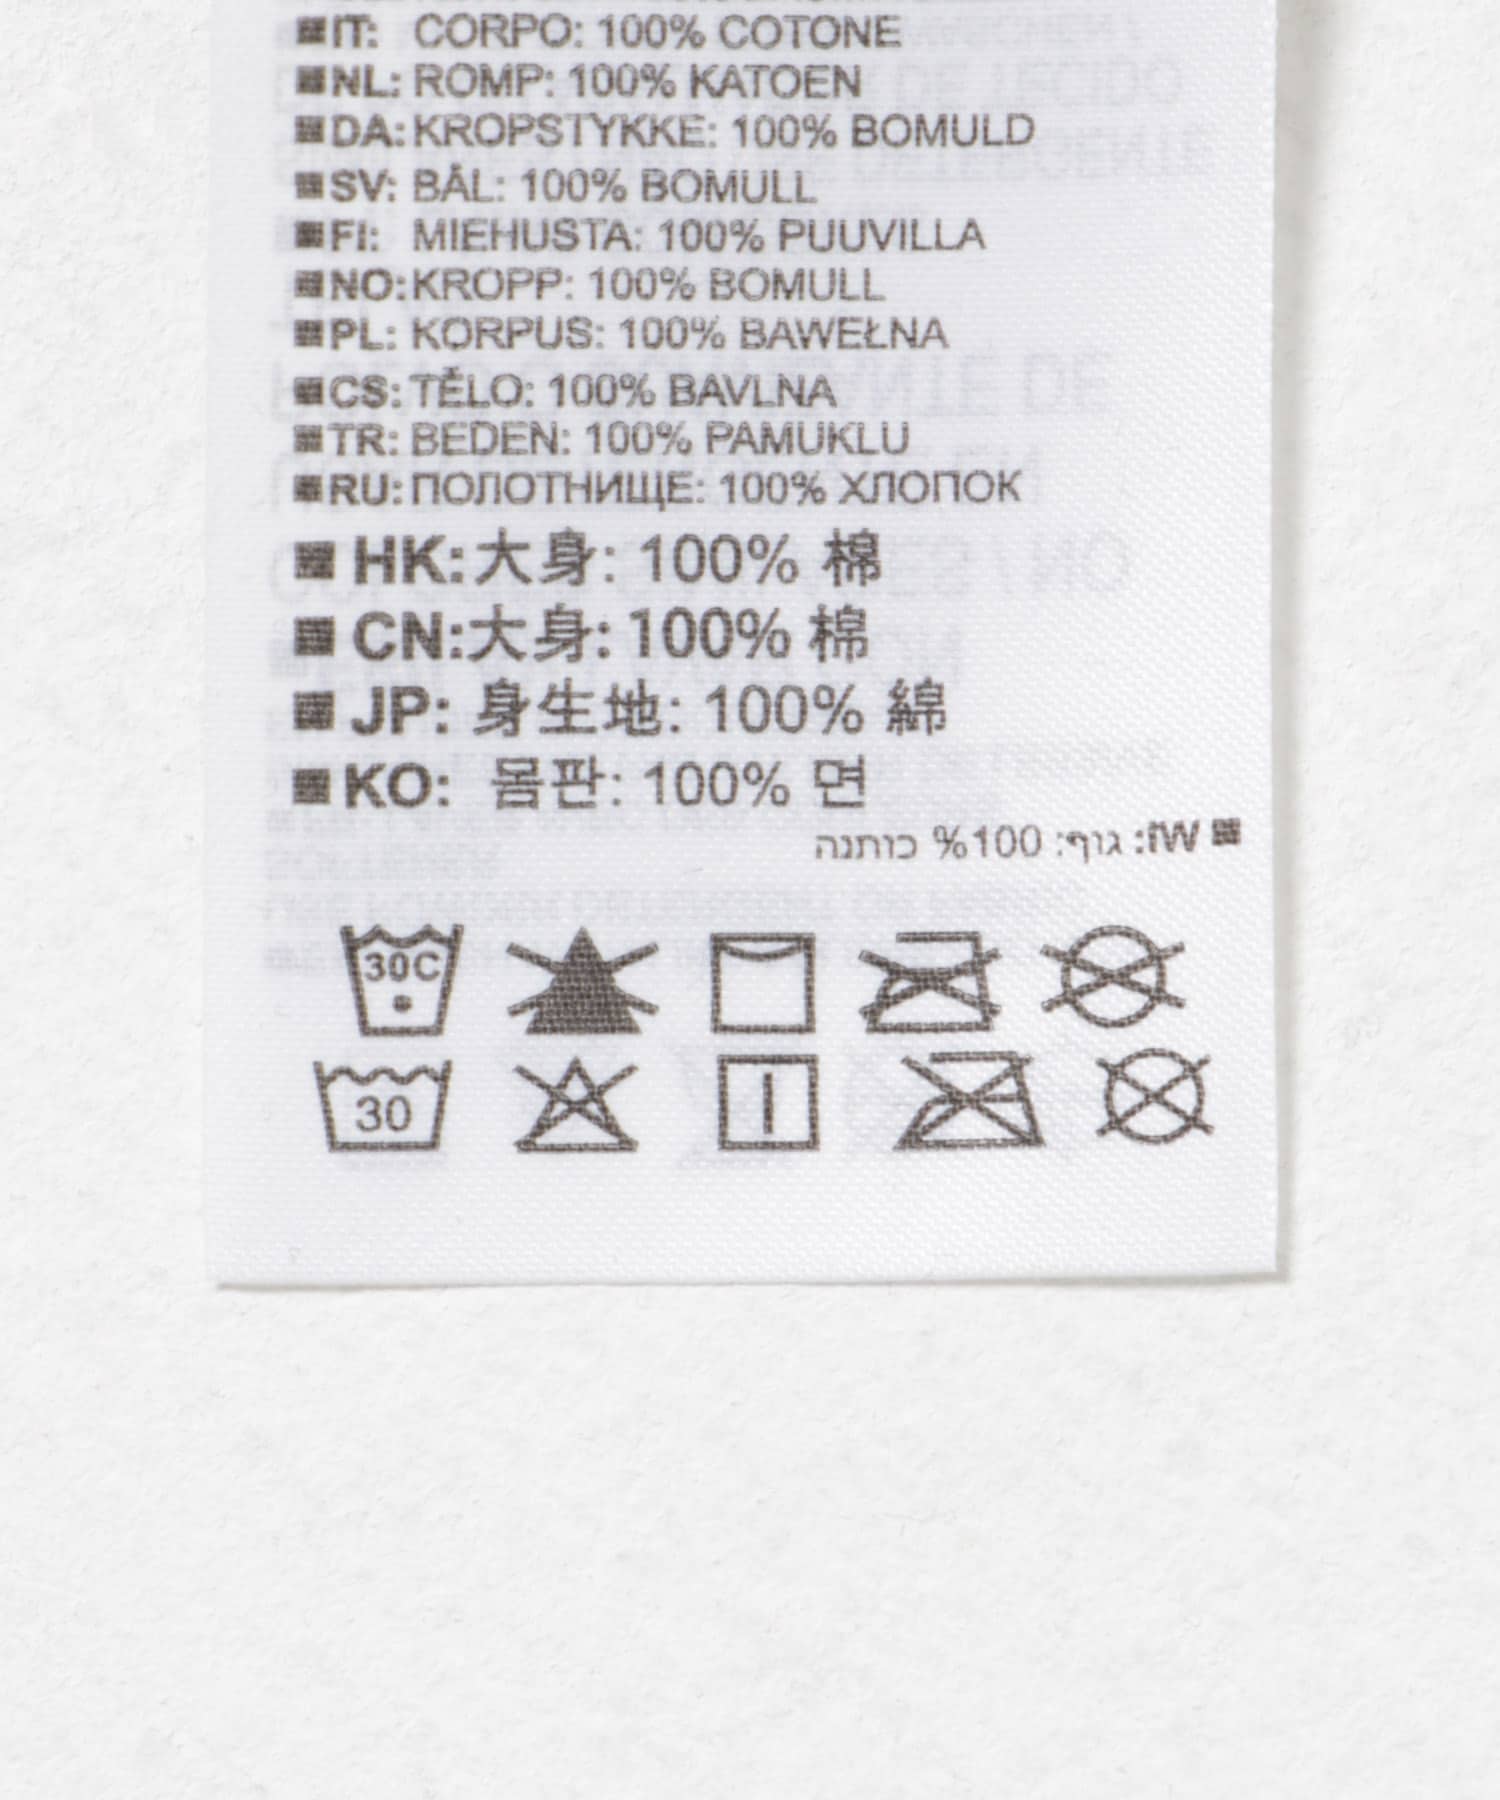 IT: CORPO: 100% COTONE
NL: ROMP: 100% KATOEN
DA: KROPSTYKKE: 100% BOMULD
SV: BÅL: 100% BOMULL
FI: MIEHUSTA: 100% PUUVILLA
NO: KROPP: 100% BOMULL
PL: KORPUS: 100% BAWEŁNA
CS: TĚLO: 100% BAVLNA
TR: BEDEN: 100% PAMUKLU
RU: ПОЛОТНИЩЕ: 100% ХЛОПОК
HK: 大身: 100% 棉
CN: 大身: 100% 棉
JP: 身生地: 100% 綿
KO: 몸판: 100% 면
IW: גוף: 100% כותנה
30C
30